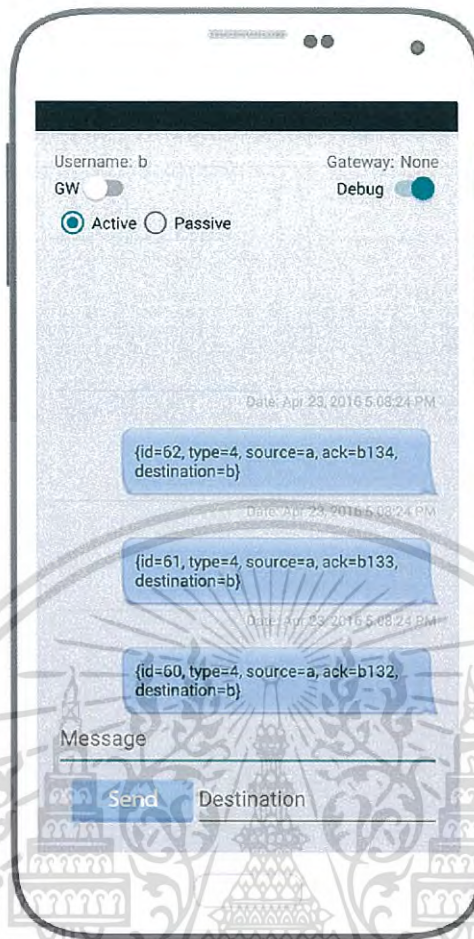 Username: b
Gateway: None
GW
Debug
Active
Passive
Date: Apr 23, 2016 5:08:24 PM
{id=62, type=4, source=a, ack=b134,
destination=b}
Date: Apr 23, 2016 5:08:24 PM
{id=61, type=4, source=a, ack=b133,
destination=b}
Date: Apr 23, 2016 5:08:24 PM
{id=60, type=4, source=a, ack=b132,
destination=b}
Message
Send
Destination